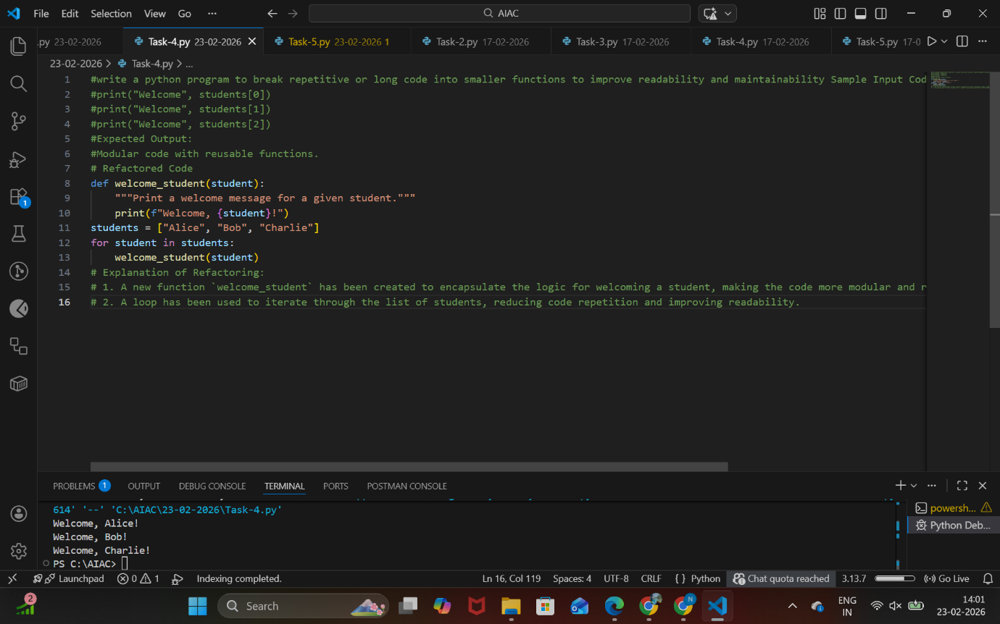 File Edit Selection View Go ··· AIAC
.py 23-02-2026 Task-4.py 23-02-2026 Task-5.py 23-02-2026 1 Task-2.py 17-02-2026 Task-3.py 17-02-2026 Task-4.py 17-02-2026 Task-5.py 17-0
23-02-2026 > Task-4.py > ...
1 #write a python program to break repetitive or long code into smaller functions to improve readability and maintainability Sample Input Cod
2 #print("Welcome", students[0])
3 #print("Welcome", students[1])
4 #print("Welcome", students[2])
5 #Expected Output:
6 #Modular code with reusable functions.
7 # Refactored Code
8 def welcome_student(student):
9 """Print a welcome message for a given student."""
10 print(f"Welcome, {student}!")
11 students = ["Alice", "Bob", "Charlie"]
12 for student in students:
13 welcome_student(student)
14 # Explanation of Refactoring:
15 # 1. A new function `welcome_student` has been created to encapsulate the logic for welcoming a student, making the code more modular and r
16 # 2. A loop has been used to iterate through the list of students, reducing code repetition and improving readability.
1
PROBLEMS 1 OUTPUT DEBUG CONSOLE TERMINAL PORTS POSTMAN CONSOLE
614' '--' 'C:\AIAC\23-02-2026\Task-4.py'
Welcome, Alice!
Welcome, Bob!
Welcome, Charlie!
PS C:\AIAC>
powersh...
Python Deb...
Launchpad 0 1 Indexing completed. Ln 16, Col 119 Spaces: 4 UTF-8 CRLF { } Python Chat quota reached 3.13.7 Go Live
2 Search N ENG IN 14:01 23-02-2026